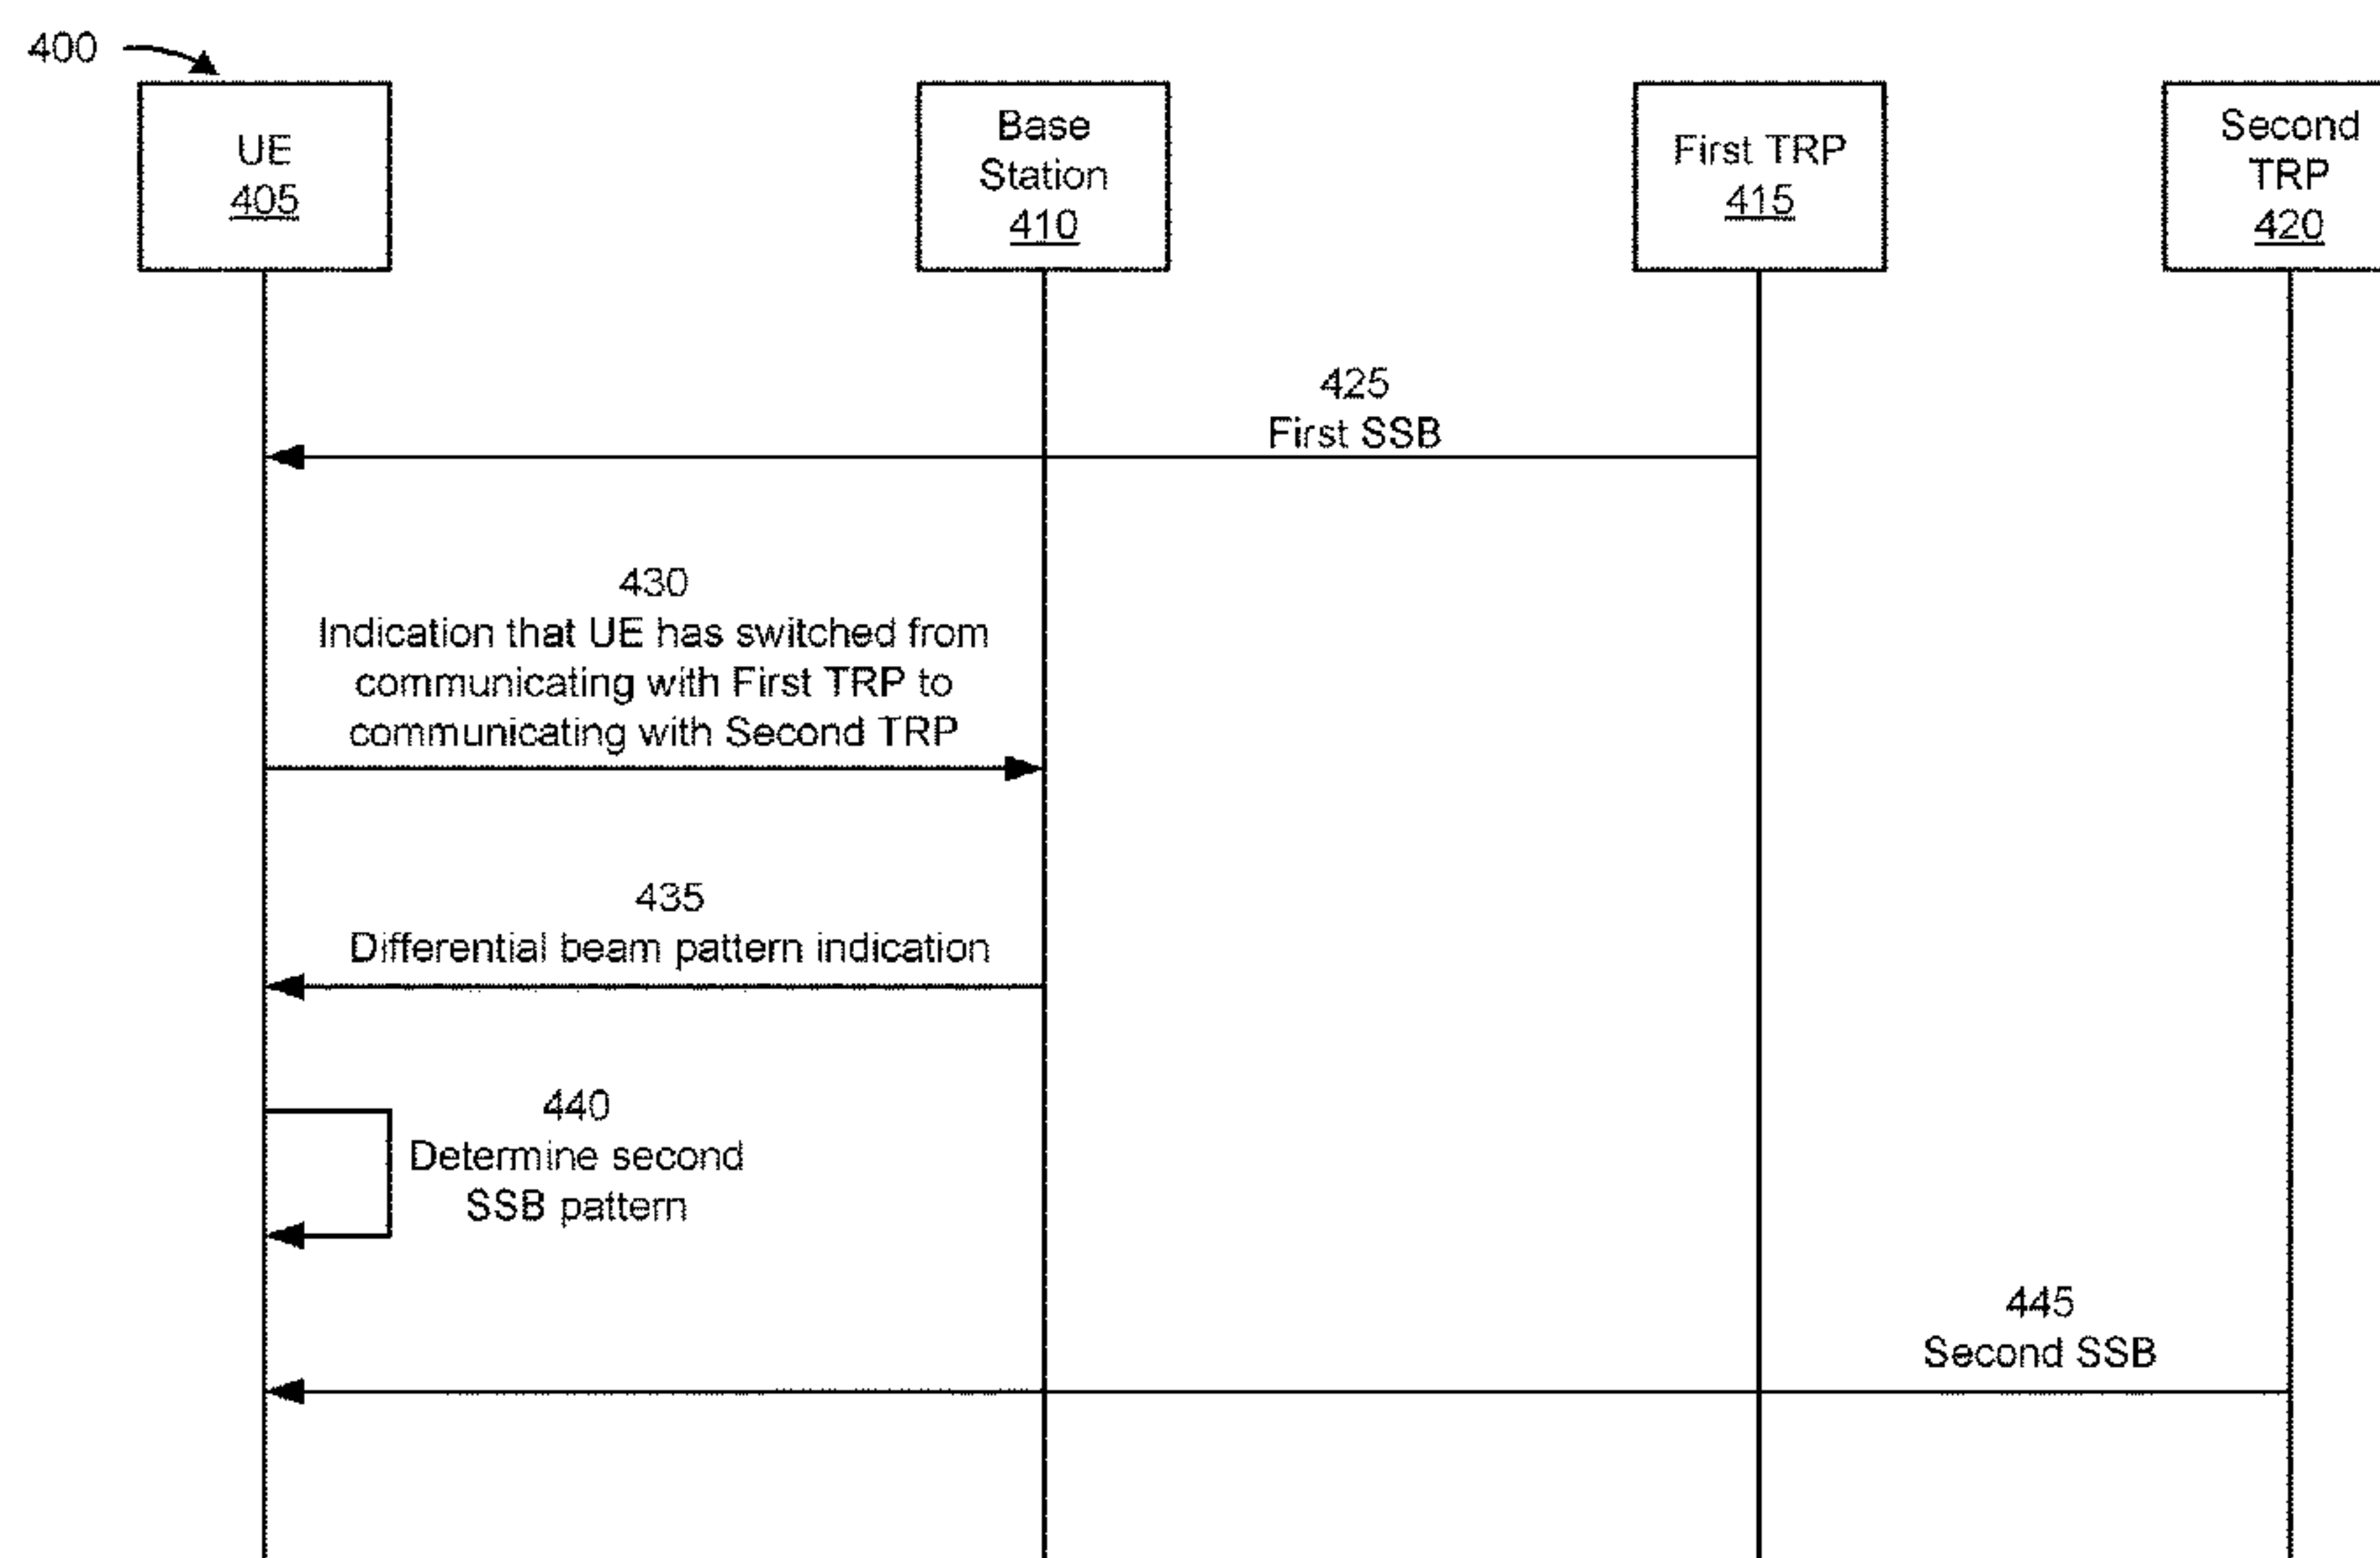 400
UE
405
Base
Station
410
First TRP
415
Second
TRP
420
425
First SSB
430
Indication that UE has switched from
communicating with First TRP to
communicating with Second TRP
435
Differential beam pattern indication
440
Determine second
SSB pattern
445
Second SSB